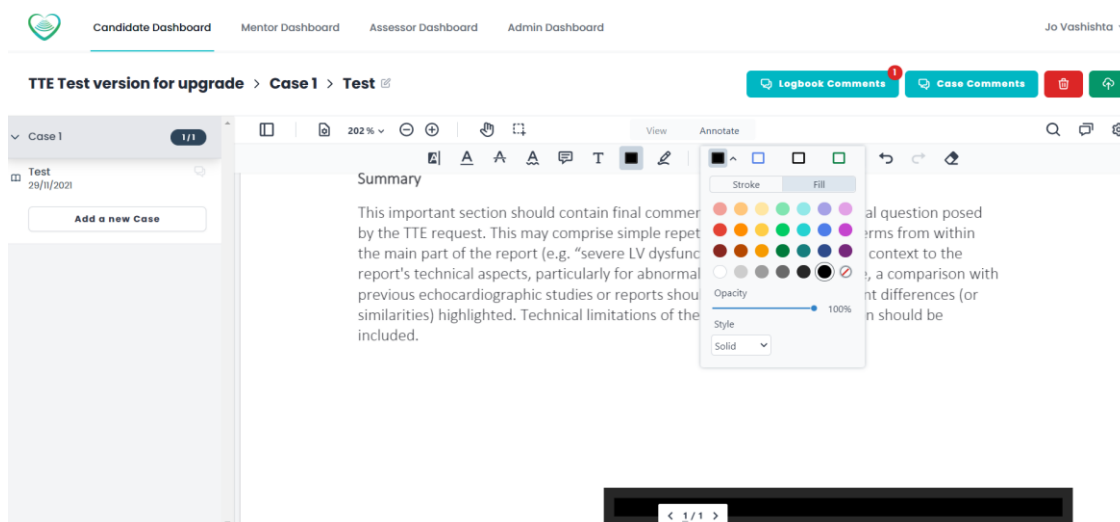 Candidate Dashboard Mentor Dashboard Assessor Dashboard Admin Dashboard Jo Vashishta
TTE Test version for upgrade > Case 1 > Test
1
Logbook Comments Case Comments
Case 1 1/1
Test
29/11/2021
Add a new Case
202 % View Annotate
A A A A T
Summary
This important section should contain final commen al question posed
by the TTE request. This may comprise simple repet erms from within
the main part of the report (e.g. “severe LV dysfunc context to the
report's technical aspects, particularly for abnormal , a comparison with
previous echocardiographic studies or reports shou nt differences (or
similarities) highlighted. Technical limitations of the n should be
included.
Stroke Fill
Opacity
100%
Style
Solid
< 1/1 >